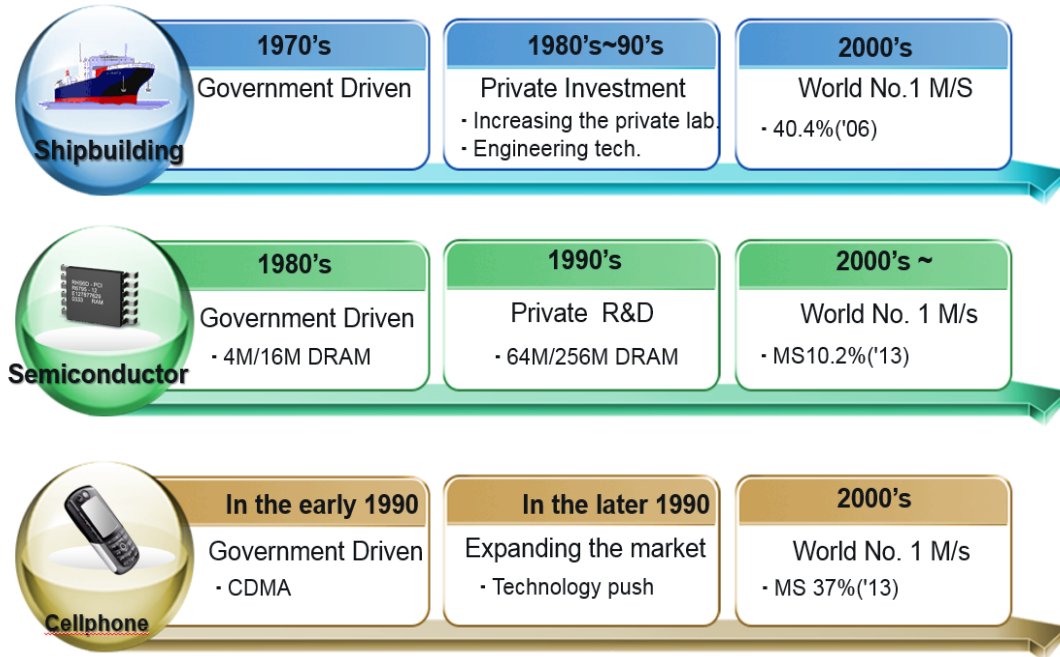 1970's
Government Driven
1980's~90's
Private Investment
- Increasing the private lab.
- Engineering tech.
2000's
World No.1 M/S
- 40.4%('06)
Shipbuilding
1980's
Government Driven
- 4M/16M DRAM
1990's
Private R&D
- 64M/256M DRAM
2000's ~
World No. 1 M/s
- MS10.2%('13)
Semiconductor
In the early 1990
Government Driven
- CDMA
In the later 1990
Expanding the market
- Technology push
2000's
World No. 1 M/s
- MS 37%('13)
Cellphone